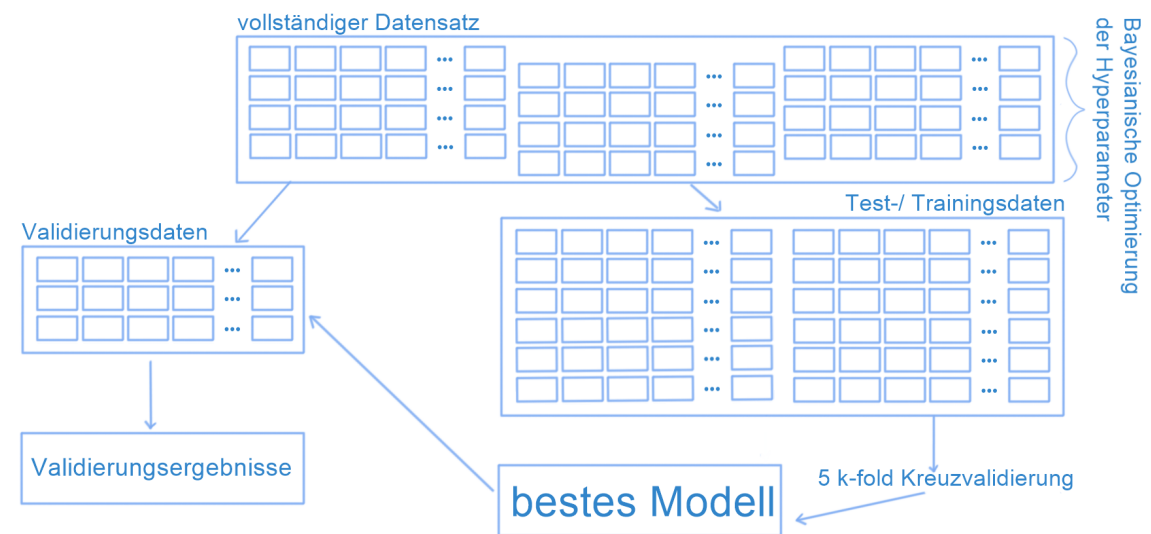 vollständiger Datensatz
Bayesianische Optimierung
der Hyperparameter
Test-/ Trainingsdaten
Validierungsdaten
Validierungsergebnisse
bestes Modell
5 k-fold Kreuzvalidierung